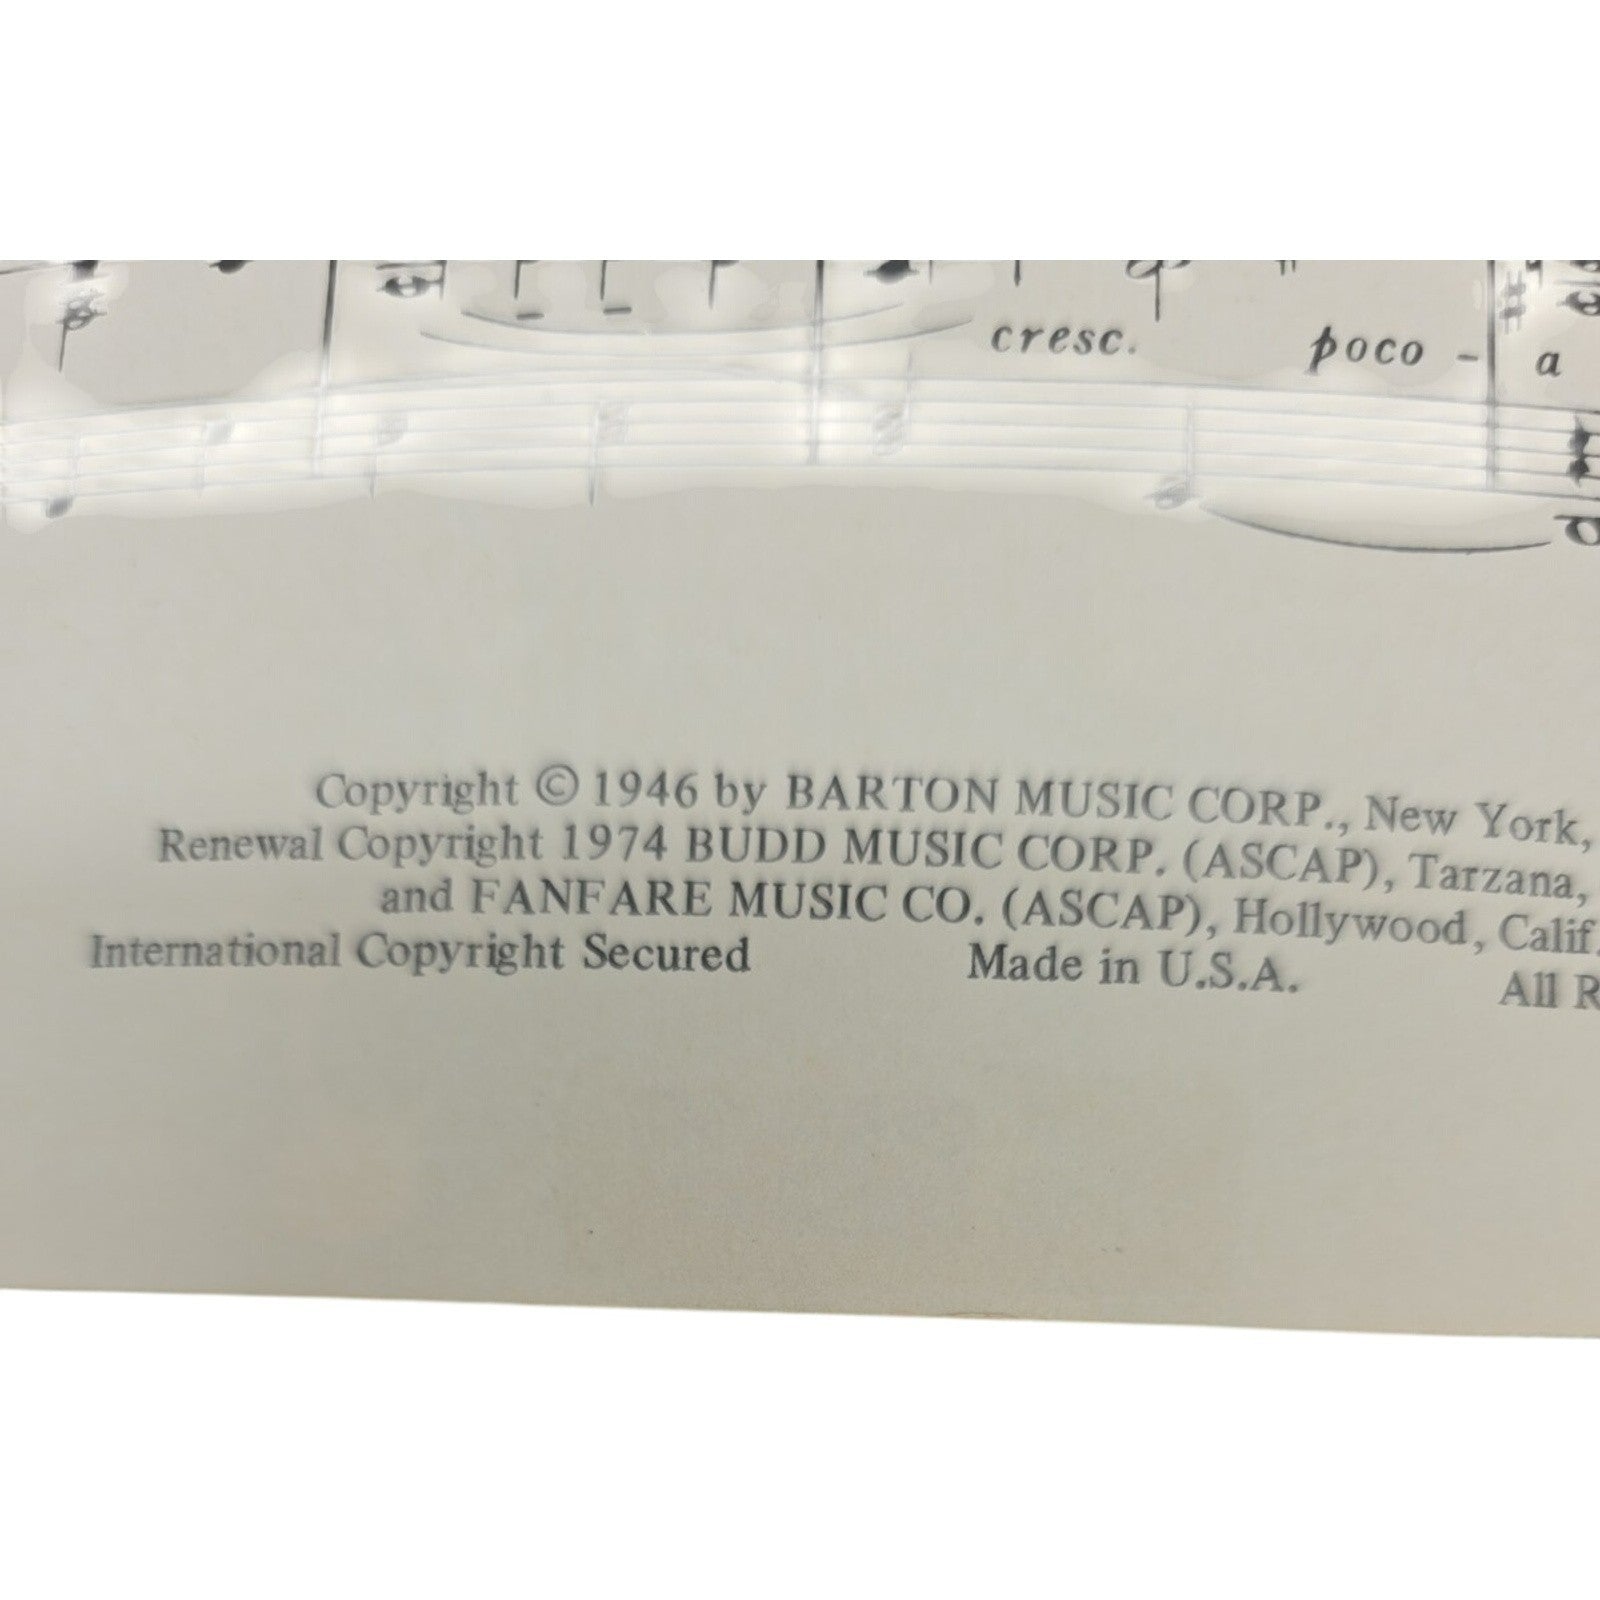 cresc. poco - a
Copyright © 1946 by BARTON MUSIC CORP., New York,
Renewal Copyright 1974 BUDD MUSIC CORP. (ASCAP), Tarzana,
and FANFARE MUSIC CO. (ASCAP), Hollywood, Calif.
International Copyright Secured Made in U.S.A. All R